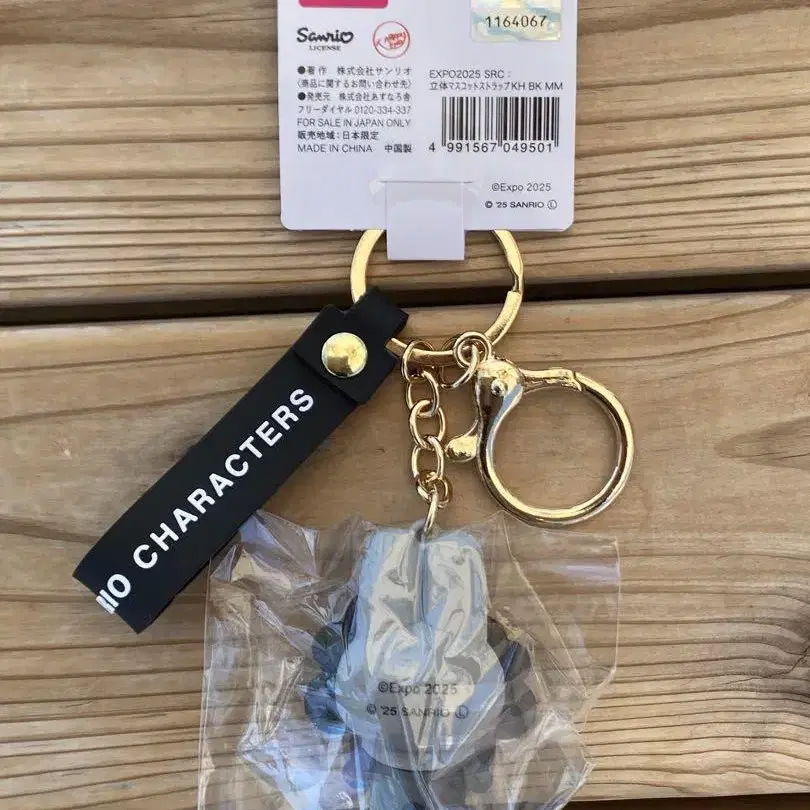 Sanrio
LICENSE
Happy
●著作 株式会社サンリオ
〈商品に関するお問い合わせ先〉
●発売元 株式会社あすなろ舎
フリーダイヤル 0120-334-337
FOR SALE IN JAPAN ONLY
販売地域：日本限定
MADE IN CHINA 中国製
1164067
EXPO2025 SRC：
立体マスコットストラップKH BK MM
4 991567 049501
©Expo 2025
© '25 SANRIO Ⓛ
IO CHARACTERS
©Expo 2025
© '25 SANRIO Ⓛ